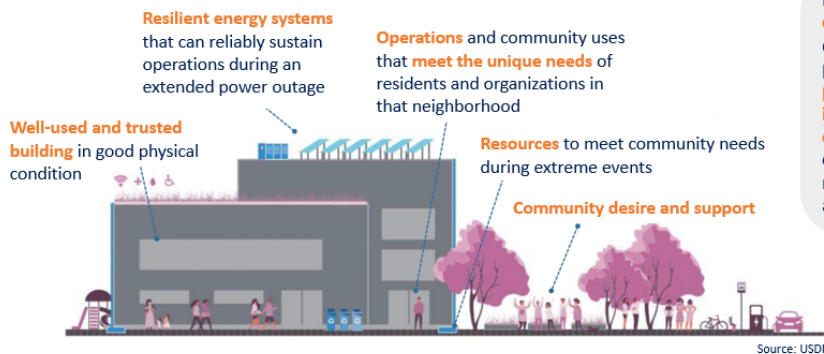 Resilient energy systems
that can reliably sustain
operations during an
extended power outage
Operations and community uses
that meet the unique needs of
residents and organizations in
that neighborhood
Well-used and trusted
building in good physical
condition
Resources to meet community needs
during extreme events
Community desire and support
Source: